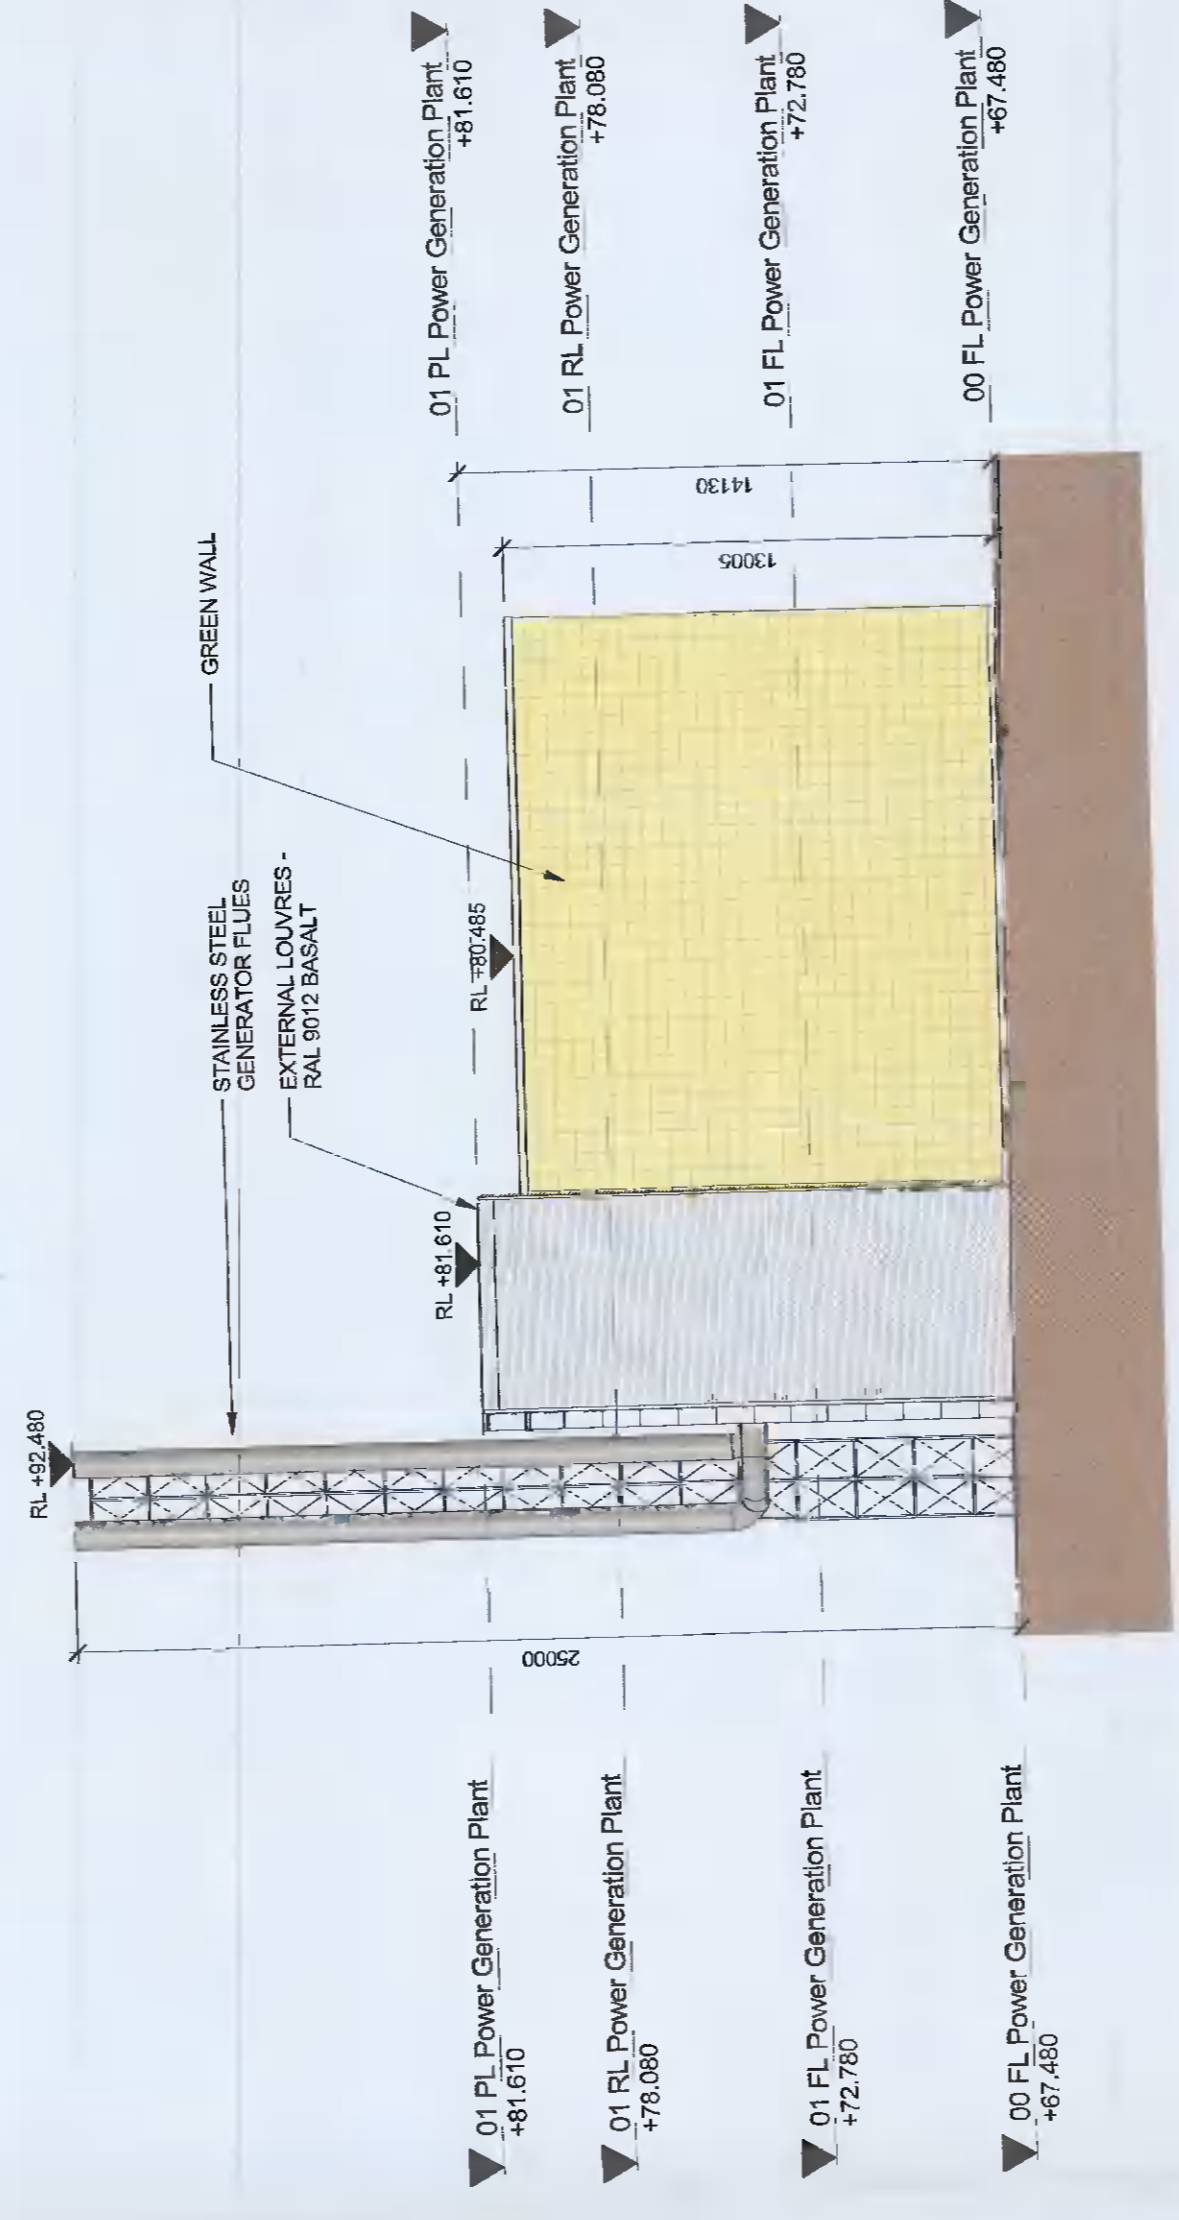 RL +92.480
STAINLESS STEEL
GENERATOR FLUES
EXTERNAL LOUVRES -
RAL 9012 BASALT
GREEN WALL
RL +81.610
RL +80.485
25000
13005
14130
01 PL Power Generation Plant
+81.610
01 RL Power Generation Plant
+78.080
01 FL Power Generation Plant
+72.780
00 FL Power Generation Plant
+67.480
01 PL Power Generation Plant
+81.610
01 RL Power Generation Plant
+78.080
01 FL Power Generation Plant
+72.780
00 FL Power Generation Plant
+67.480